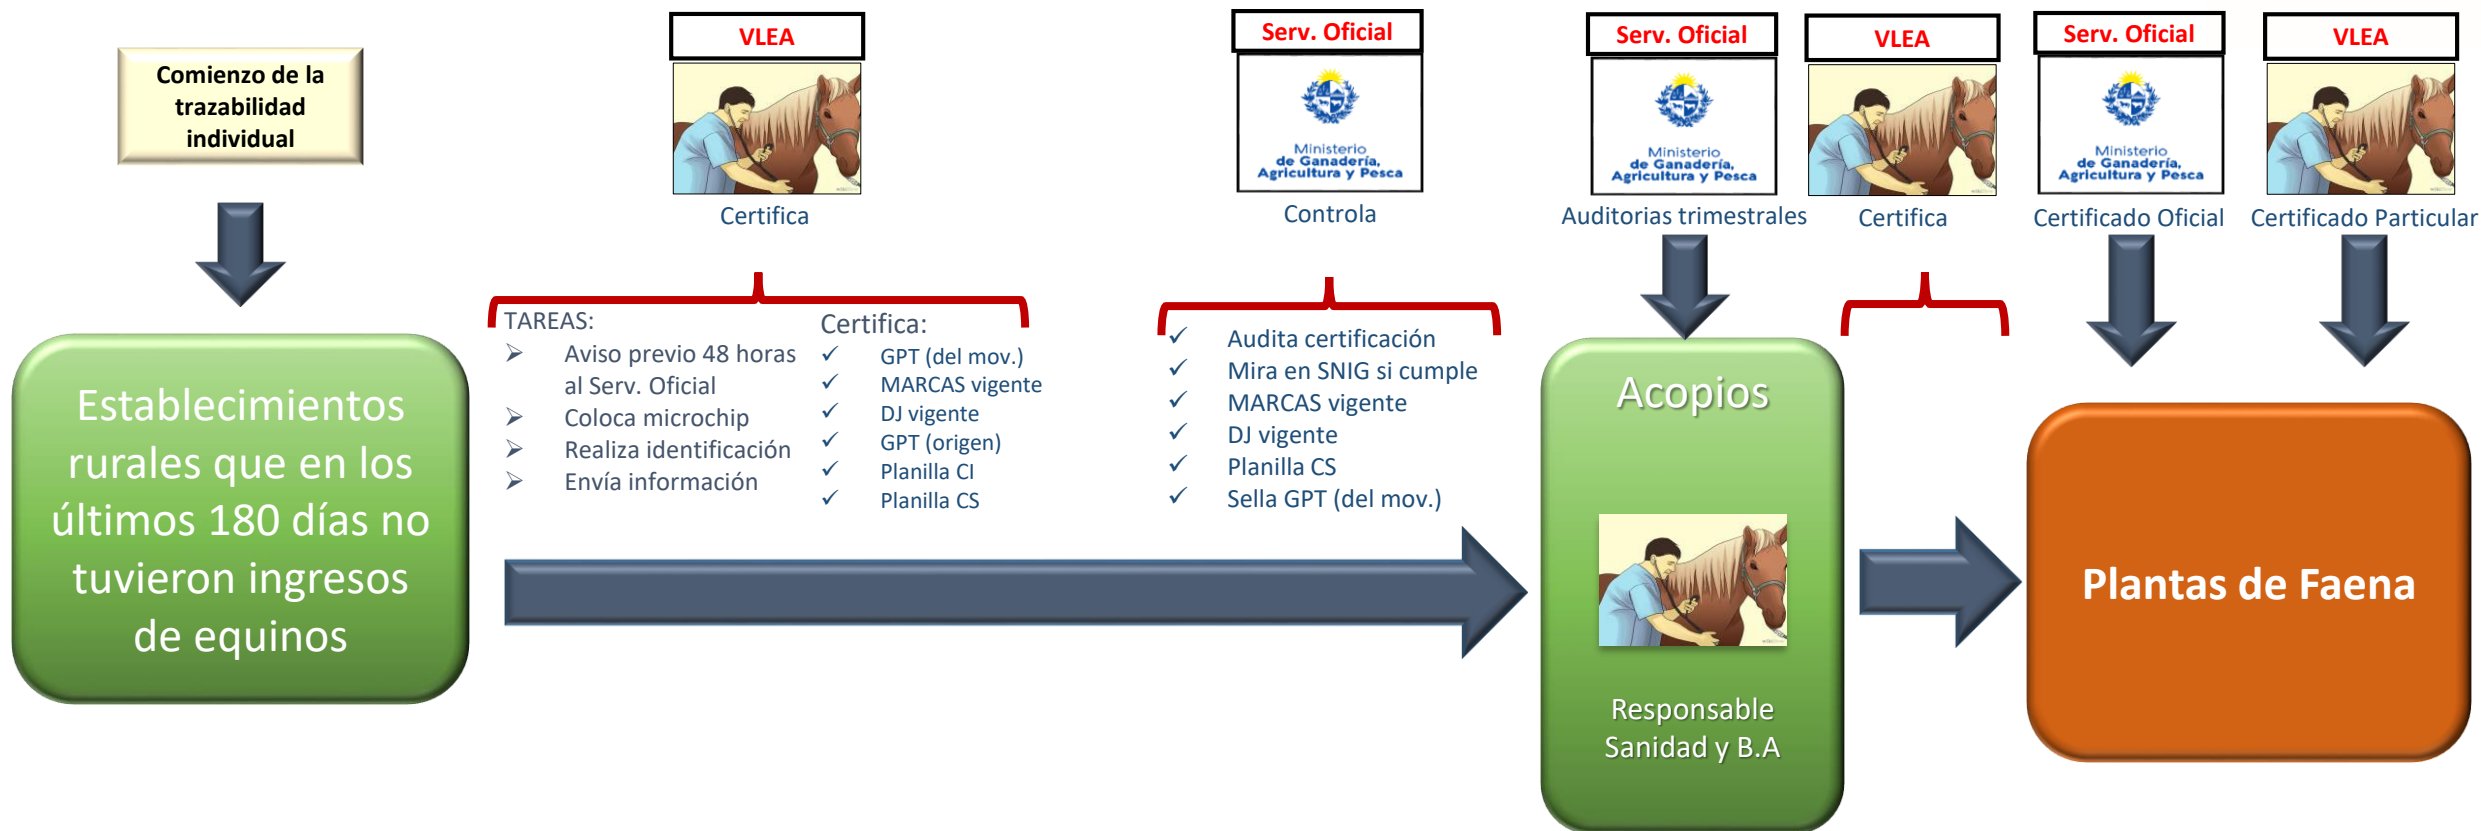 Comienzo de la
trazabilidad
individual
Establecimientos
rurales que en los
últimos 180 días no
tuvieron ingresos
de equinos
VLEA
Certifica
TAREAS:
Aviso previo 48 horas
al Serv. Oficial
Coloca microchip
Realiza identificación
Envía información
Certifica:
GPT (del mov.)
MARCAS vigente
DJ vigente
GPT (origen)
Planilla CI
Planilla CS
Serv. Oficial
Ministerio
de Ganadería,
Agricultura y Pesca
Controla
Audita certificación
Mira en SNIG si cumple
MARCAS vigente
DJ vigente
Planilla CS
Sella GPT (del mov.)
Serv. Oficial
Ministerio
de Ganadería,
Agricultura y Pesca
Auditorias trimestrales
Acopios
Responsable
Sanidad y B.A
VLEA
Certifica
Serv. Oficial
Ministerio
de Ganadería,
Agricultura y Pesca
Certificado Oficial
VLEA
Certificado Particular
Plantas de Faena